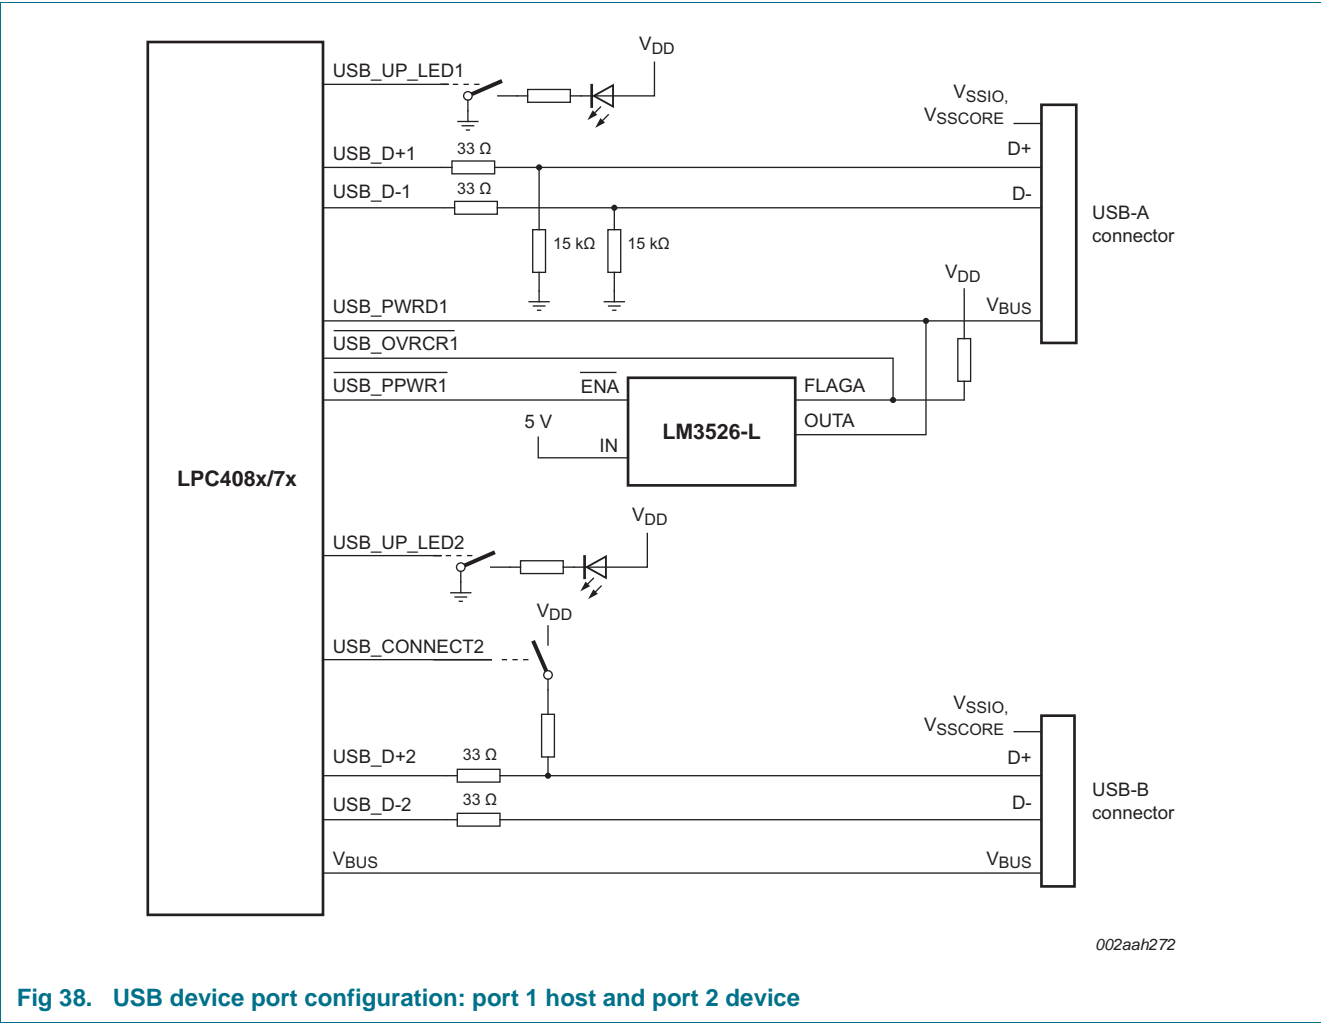 VDD
USB_UP_LED1
VSSIO,
VSSCORE
USB_D+1
33 Ω
D+
USB_D-1
33 Ω
D-
USB-A
connector
15 kΩ
15 kΩ
VDD
USB_PWRD1
VBUS
USB_OVRCR1
USB_PPWR1
ENA
FLAGA
5 V
LM3526-L
OUTA
IN
LPC408x/7x
VDD
USB_UP_LED2
VDD
USB_CONNECT2
VSSIO,
VSSCORE
USB_D+2
33 Ω
D+
USB-B
connector
USB_D-2
33 Ω
D-
VBUS
VBUS
002aah272
Fig 38. USB device port configuration: port 1 host and port 2 device